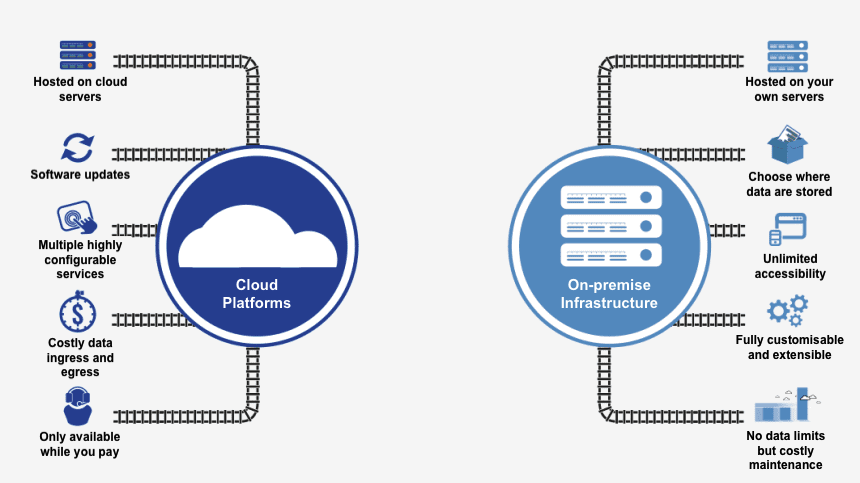 Hosted on cloud
servers
Software updates
Multiple highly
configurable
services
Costly data
ingress and
egress
Only available
while you pay
Cloud
Platforms
On-premise
Infrastructure
Hosted on your
own servers
Choose where
data are stored
Unlimited
accessibility
Fully customisable
and extensible
No data limits
but costly
maintenance